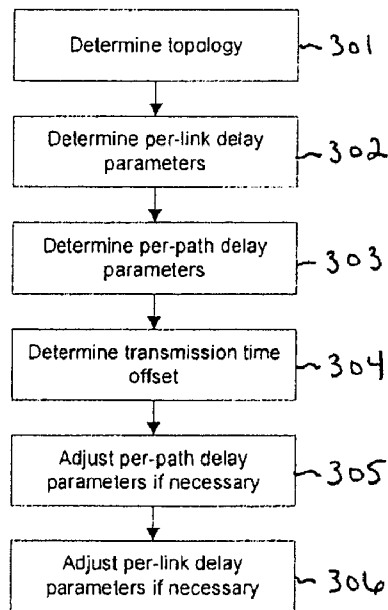 Determine topology
301
Determine per-link delay
parameters
302
Determine per-path delay
parameters
303
Determine transmission time
offset
304
Adjust per-path delay
parameters if necessary
305
Adjust per-link delay
parameters if necessary
306